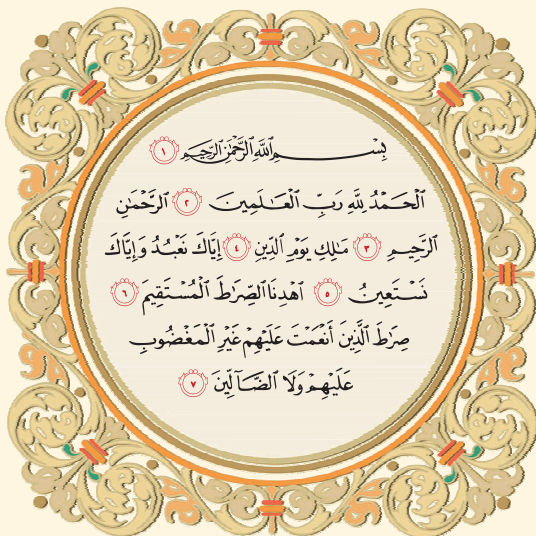 بِسْمِ ٱللَّهِ ٱلرَّحْمَٰنِ ٱلرَّحِيمِ ١
ٱلْحَمْدُ لِلَّهِ رَبِّ ٱلْعَٰلَمِينَ ٢ ٱلرَّحْمَٰنِ
ٱلرَّحِيمِ ٣ مَٰلِكِ يَوْمِ ٱلدِّينِ ٤ إِيَّاكَ نَعْبُدُ وَإِيَّاكَ
نَسْتَعِينُ ٥ ٱهْدِنَا ٱلصِّرَٰطَ ٱلْمُسْتَقِيمَ ٦
صِرَٰطَ ٱلَّذِينَ أَنْعَمْتَ عَلَيْهِمْ غَيْرِ ٱلْمَغْضُوبِ
عَلَيْهِمْ وَلَا ٱلضَّآلِّينَ ٧